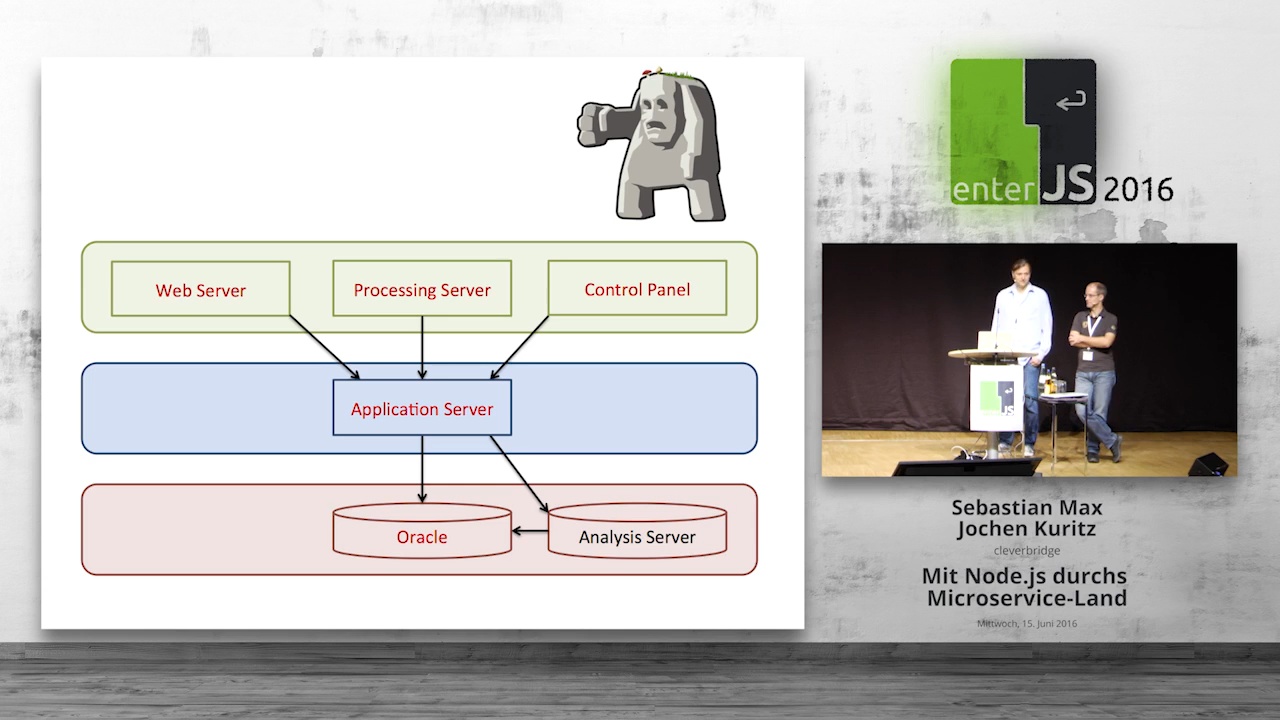 Web Server
Processing Server
Control Panel
Application Server
Oracle
Analysis Server
enterJS 2016
JS
Sebastian Max
Jochen Kuritz
cleverbridge
Mit Node.js durchs
Microservice-Land
Mittwoch, 15. Juni 2016